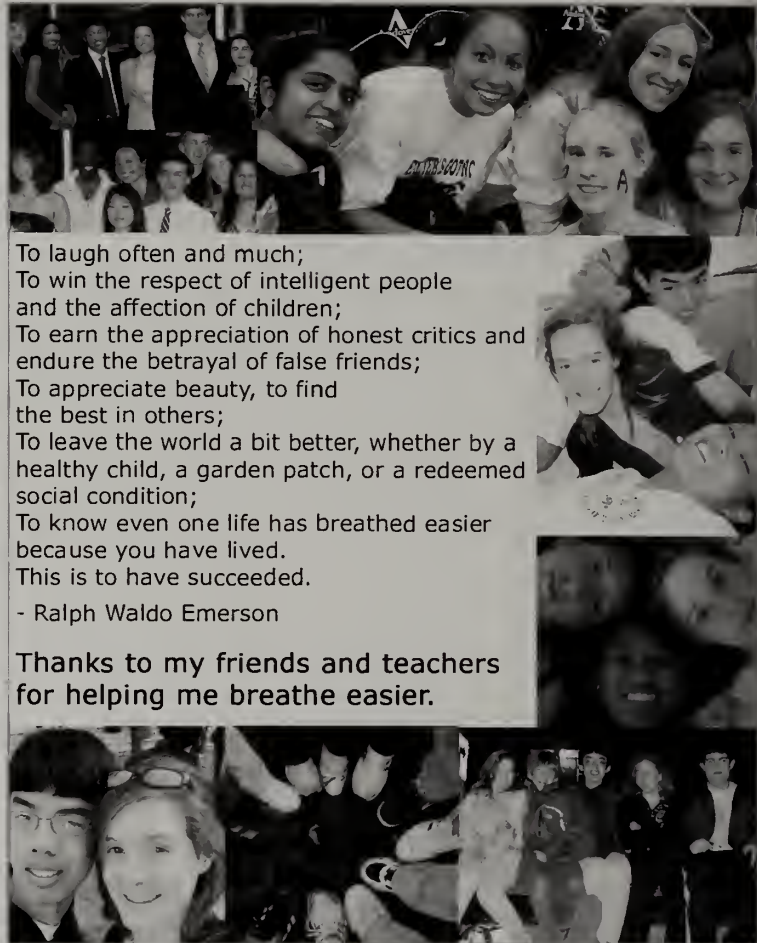 A
To laugh often and much;
To win the respect of intelligent people
and the affection of children;
To earn the appreciation of honest critics and
endure the betrayal of false friends;
To appreciate beauty, to find
the best in others;
To leave the world a bit better, whether by a
healthy child, a garden patch, or a redeemed
social condition;
To know even one life has breathed easier
because you have lived.
This is to have succeeded.
- Ralph Waldo Emerson
Thanks to my friends and teachers
for helping me breathe easier.